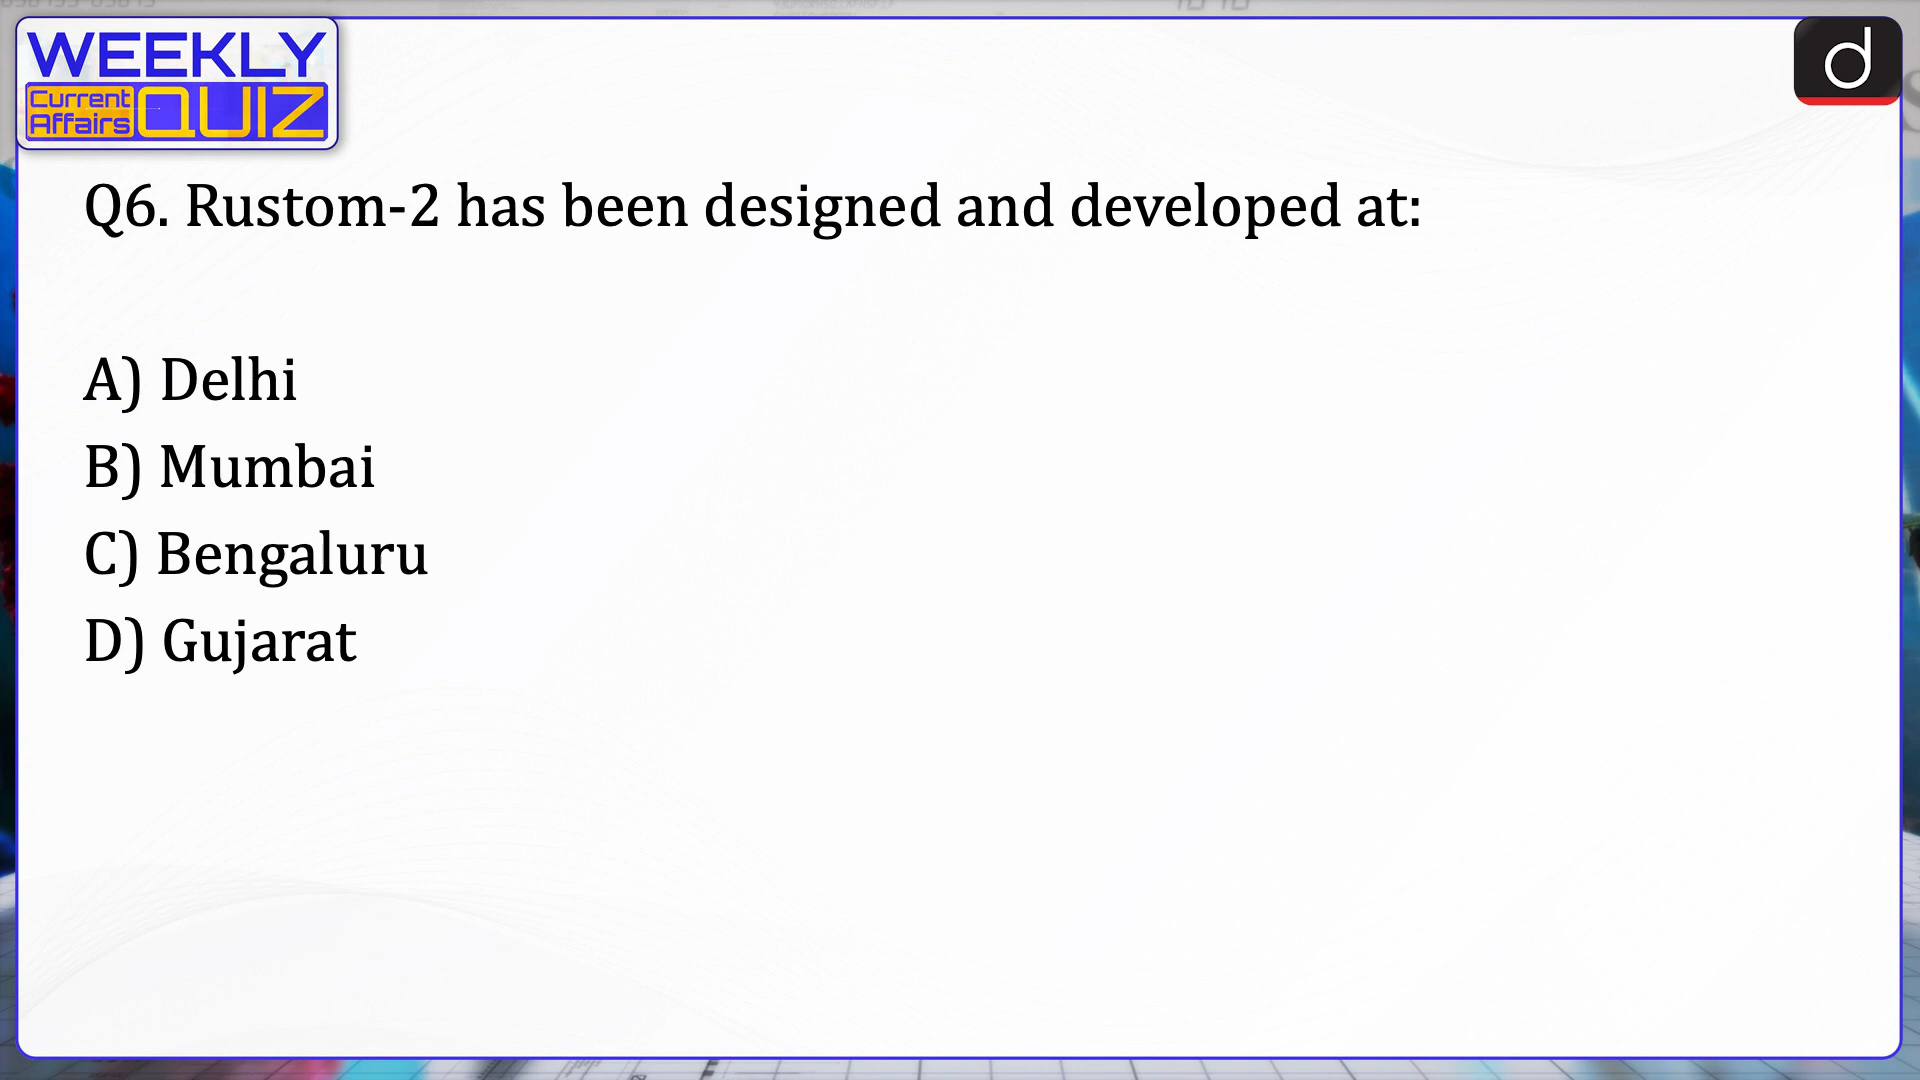 WEEKLY
Current
Affairs
QUIZ
d
Q6. Rustom-2 has been designed and developed at:
A) Delhi
B) Mumbai
C) Bengaluru
D) Gujarat